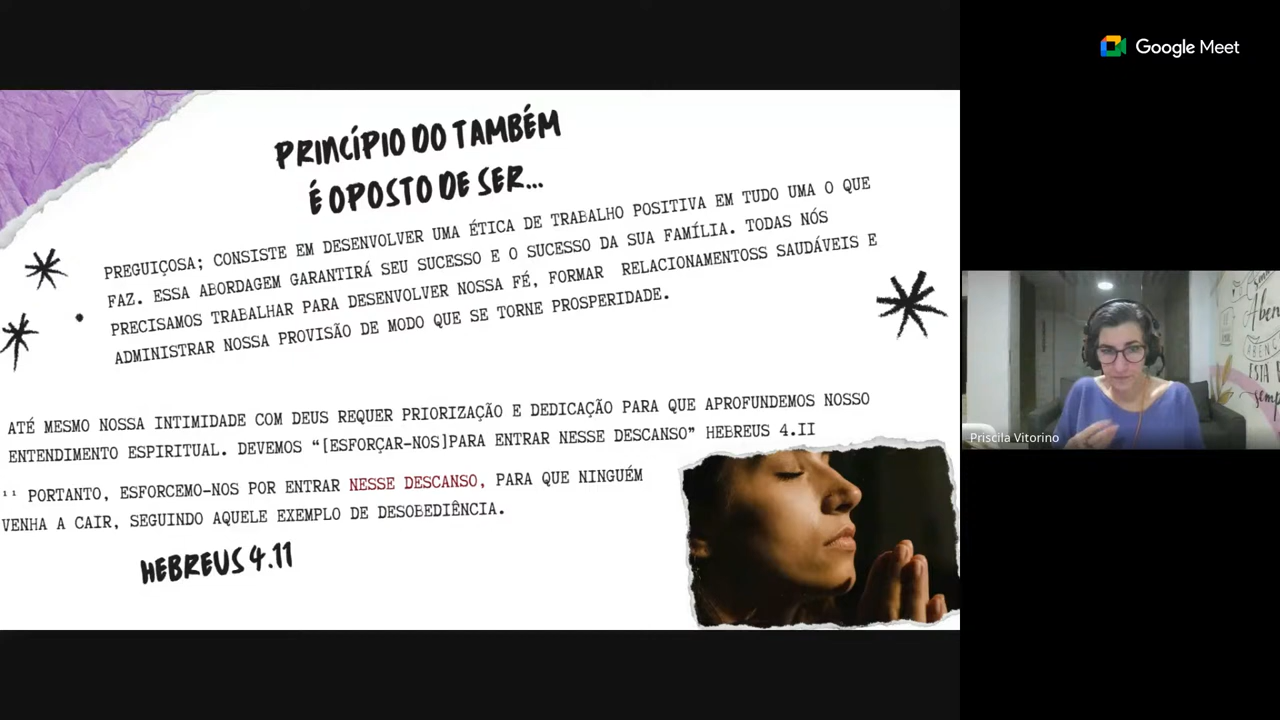 Google Meet
PRINCÍPIO DO TAMBÉM
É OPOSTO DE SER...
PREGUIÇOSA; CONSISTE EM DESENVOLVER UMA ÉTICA DE TRABALHO POSITIVA EM TUDO UMA O QUE
FAZ. ESSA ABORDAGEM GARANTIRÁ SEU SUCESSO E O SUCESSO DA SUA FAMÍLIA. TODAS NÓS
PRECISAMOS TRABALHAR PARA DESENVOLVER NOSSA FÉ, FORMAR RELACIONAMENTOSS SAUDÁVEIS E
ADMINISTRAR NOSSA PROVISÃO DE MODO QUE SE TORNE PROSPERIDADE.
ATÉ MESMO NOSSA INTIMIDADE COM DEUS REQUER PRIORIZAÇÃO E DEDICAÇÃO PARA QUE APROFUNDEMOS NOSSO
ENTENDIMENTO ESPIRITUAL. DEVEMOS “[ESFORÇAR-NOS]PARA ENTRAR NESSE DESCANSO” HEBREUS 4.II
¹¹ PORTANTO, ESFORCEMO-NOS POR ENTRAR NESSE DESCANSO, PARA QUE NINGUÉM
VENHA A CAIR, SEGUINDO AQUELE EXEMPLO DE DESOBEDIÊNCIA.
HEBREUS 4.11
Priscila Vitorino